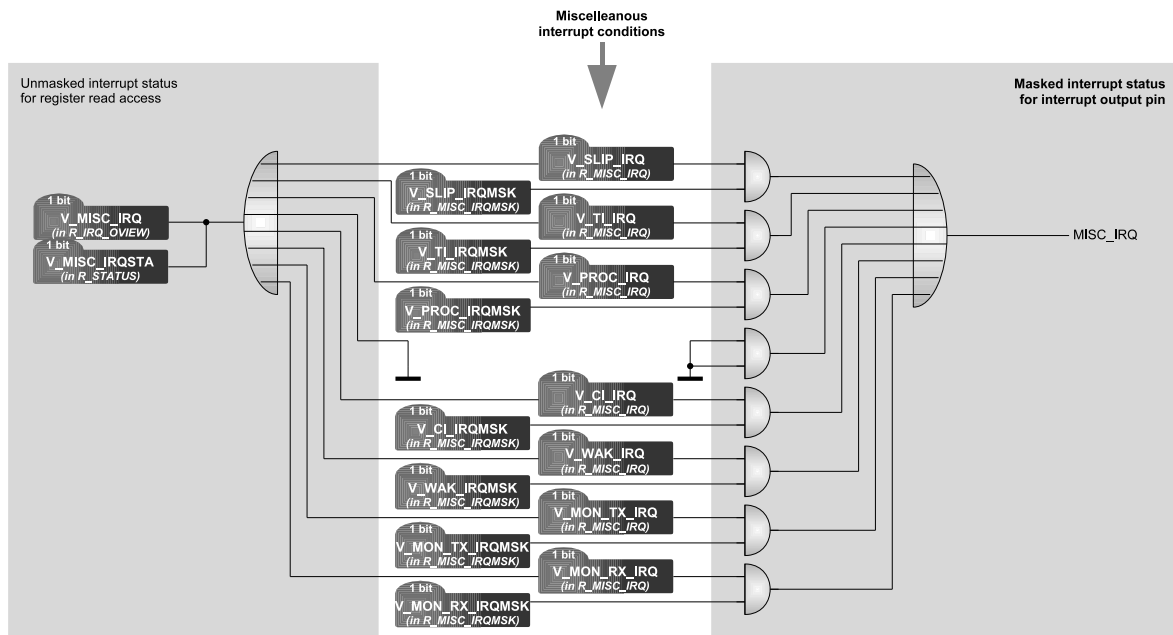 Miscelleanous
interrupt conditions
Unmasked interrupt status
for register read access
Masked interrupt status
for interrupt output pin
1 bit
V_SLIP_IRQ
(in R_MISC_IRQ)
1 bit
V_SLIP_IRQMSK
(in R_MISC_IRQMSK)
1 bit
V_MISC_IRQ
(in R_IRQ_OVIEW)
1 bit
V_MISC_IRQSTA
(in R_STATUS)
1 bit
V_TI_IRQ
(in R_MISC_IRQ)
1 bit
V_TI_IRQMSK
(in R_MISC_IRQMSK)
MISC_IRQ
1 bit
V_PROC_IRQ
(in R_MISC_IRQ)
1 bit
V_PROC_IRQMSK
(in R_MISC_IRQMSK)
1 bit
V_CI_IRQ
(in R_MISC_IRQ)
1 bit
V_CI_IRQMSK
(in R_MISC_IRQMSK)
1 bit
V_WAK_IRQ
(in R_MISC_IRQ)
1 bit
V_WAK_IRQMSK
(in R_MISC_IRQMSK)
1 bit
V_MON_TX_IRQ
(in R_MISC_IRQ)
1 bit
V_MON_TX_IRQMSK
(in R_MISC_IRQMSK)
1 bit
V_MON_RX_IRQ
(in R_MISC_IRQ)
1 bit
V_MON_RX_IRQMSK
(in R_MISC_IRQMSK)